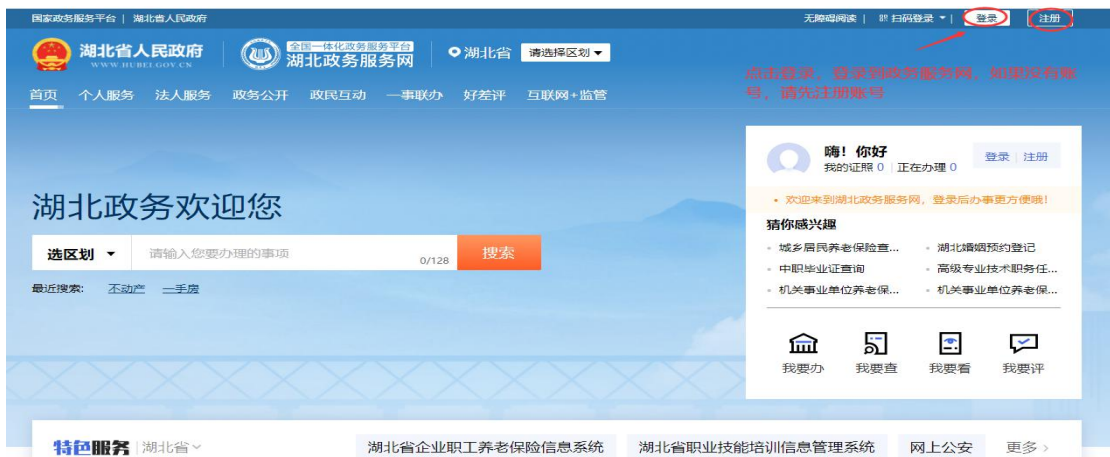 国家政务服务平台 | 湖北省人民政府
无障碍阅读 | 扫码登录 | 登录 注册
湖北省人民政府
WWW.HUBEI.GOV.CN
全国一体化政务服务平台
湖北政务服务网
湖北省 请选择区划
点击登录,登录到政务服务网,如果没有账
号,请先注册账号
首页 个人服务 法人服务 政务公开 政民互动 一事联办 好差评 互联网+监管
嗨!你好
我的证照 0 | 正在办理 0
登录 | 注册
欢迎来到湖北政务服务网,登录后办事更方便哦!
湖北政务欢迎您
选区划 请输入您要办理的事项 0/128 搜索
最近搜索: 不动产 一手房
猜你感兴趣
城乡居民养老保险查... 湖北婚姻预约登记
中职毕业证查询 高级专业技术职务任...
机关事业单位养老保... 机关事业单位养老保...
我要办 我要查 我要看 我要评
特色服务 | 湖北省
湖北省企业职工养老保险信息系统 湖北省职业技能培训信息管理系统 网上公安 更多 >